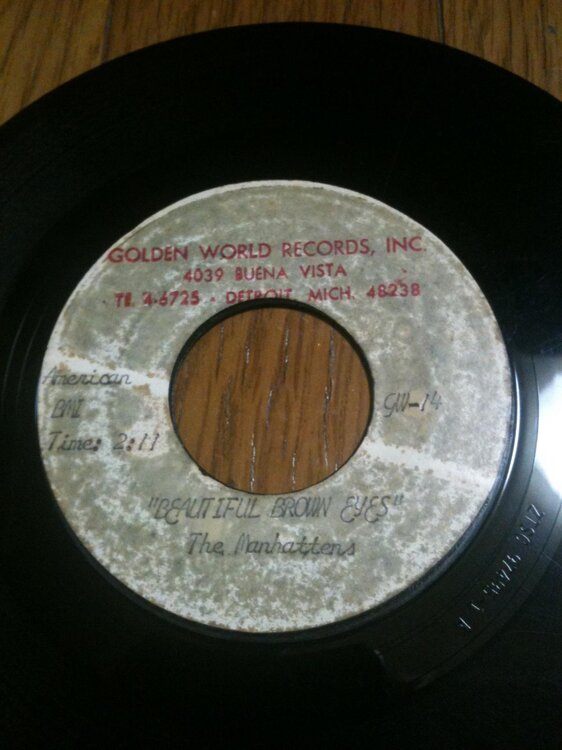 GOLDEN WORLD RECORDS, INC.
4039 BUENA VISTA
TE. 4-6725 - DETROIT, MICH. 48238
American
BMI
GW-14
Time: 2:11
"BEAUTIFUL BROWN EYES"
The Manhattens